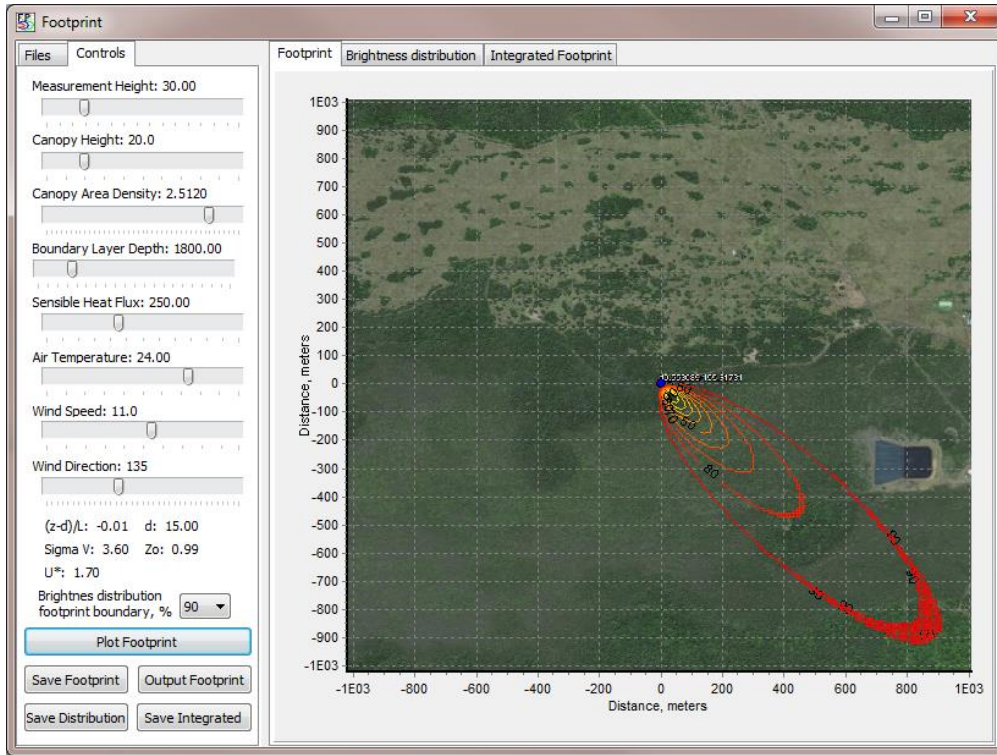 Footprint
Files Controls
Measurement Height: 30.00
Canopy Height: 20.0
Canopy Area Density: 2.5120
Boundary Layer Depth: 1800.00
Sensible Heat Flux: 250.00
Air Temperature: 24.00
Wind Speed: 11.0
Wind Direction: 135
(z-d)/L: -0.01 d: 15.00
Sigma V: 3.60 Zo: 0.99
U*: 1.70
Brightnes distribution
footprint boundary, % 90
Plot Footprint
Save Footprint Output Footprint
Save Distribution Save Integrated
Footprint Brightness distribution Integrated Footprint
Distance, meters
1E03
900
800
700
600
500
400
300
200
100
0
-100
-200
-300
-400
-500
-600
-700
-800
-900
-1E03
80
90
-1E03 -800 -600 -400 -200 0 200 400 600 800 1E03
Distance, meters